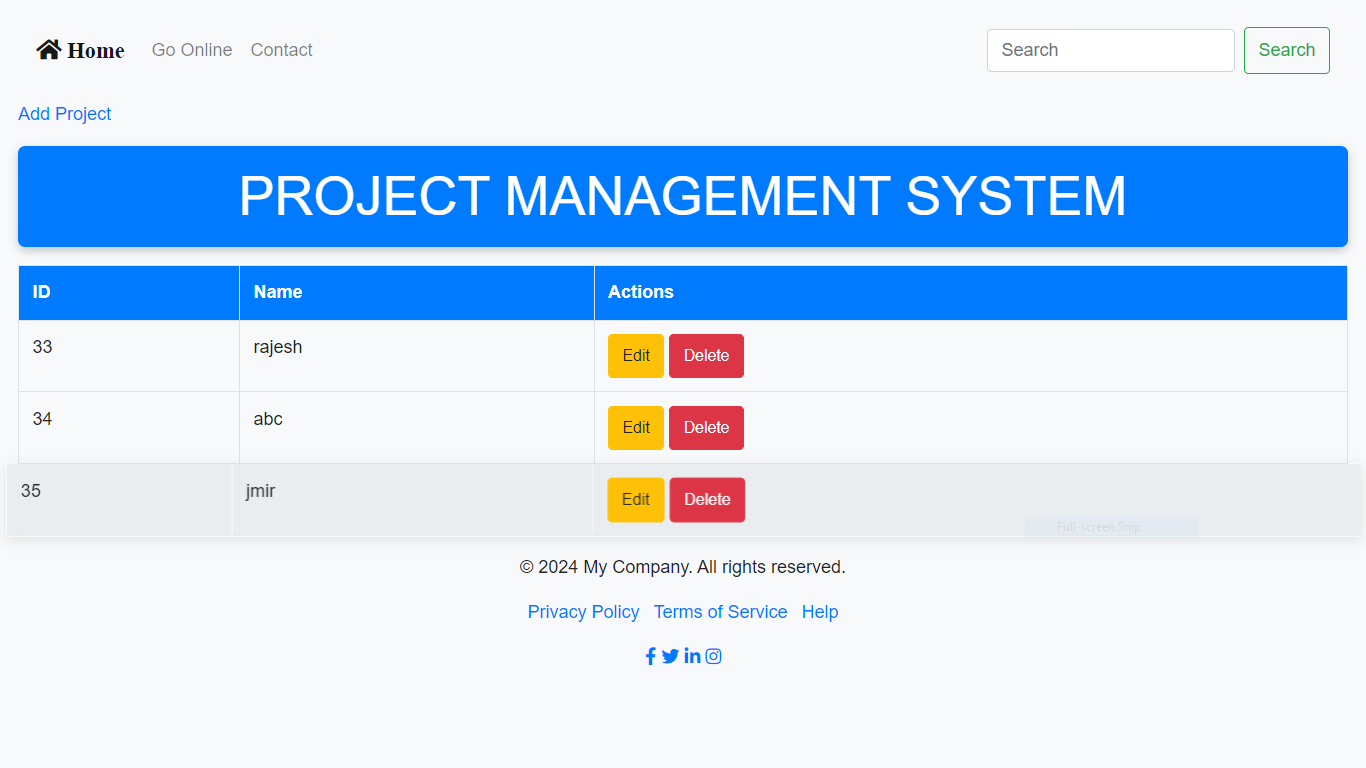 Home Go Online Contact Search Search
Add Project
PROJECT MANAGEMENT SYSTEM
ID Name Actions
33 rajesh Edit Delete
34 abc Edit Delete
35 jmir Edit Delete
Full-screen Snip
© 2024 My Company. All rights reserved.
Privacy Policy Terms of Service Help